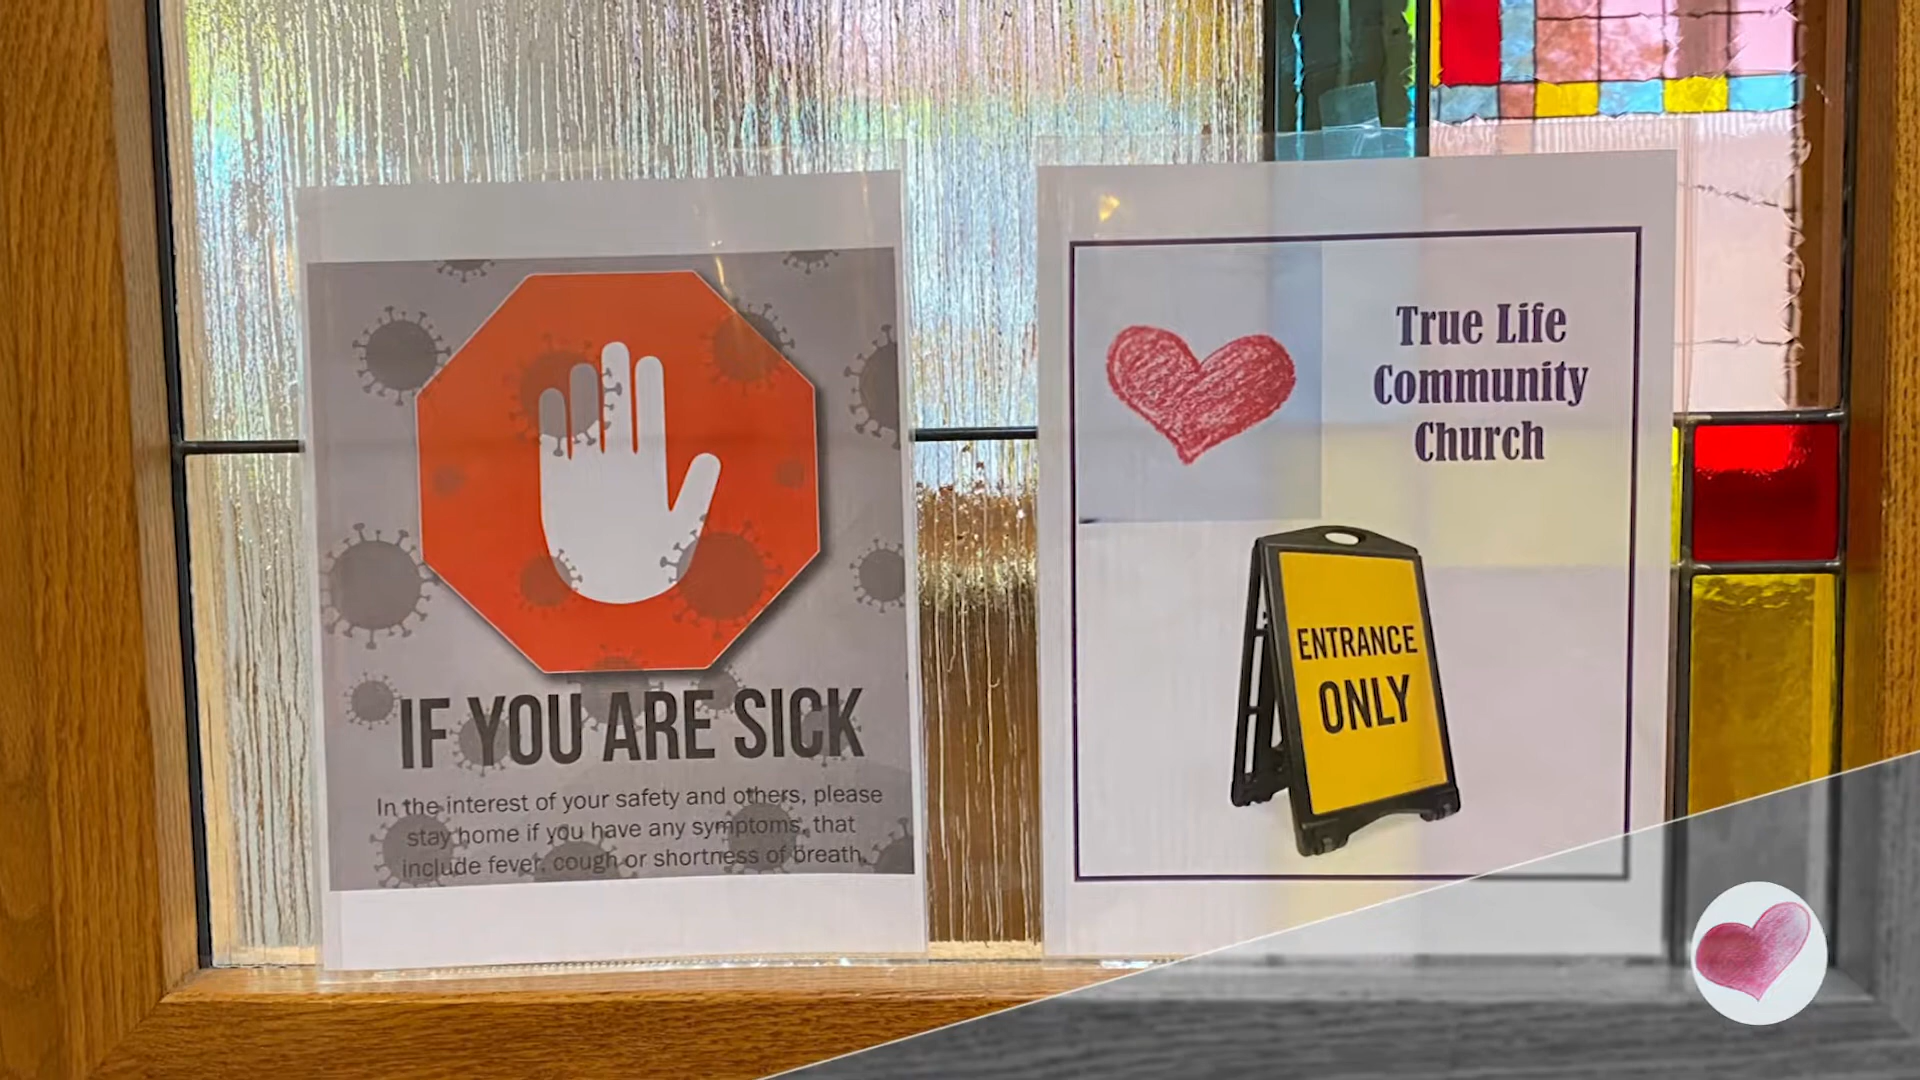 IF YOU ARE SICK
In the interest of your safety and others, please
stay home if you have any symptoms, that
include fever, cough or shortness of breath.
True Life
Community
Church
ENTRANCE
ONLY